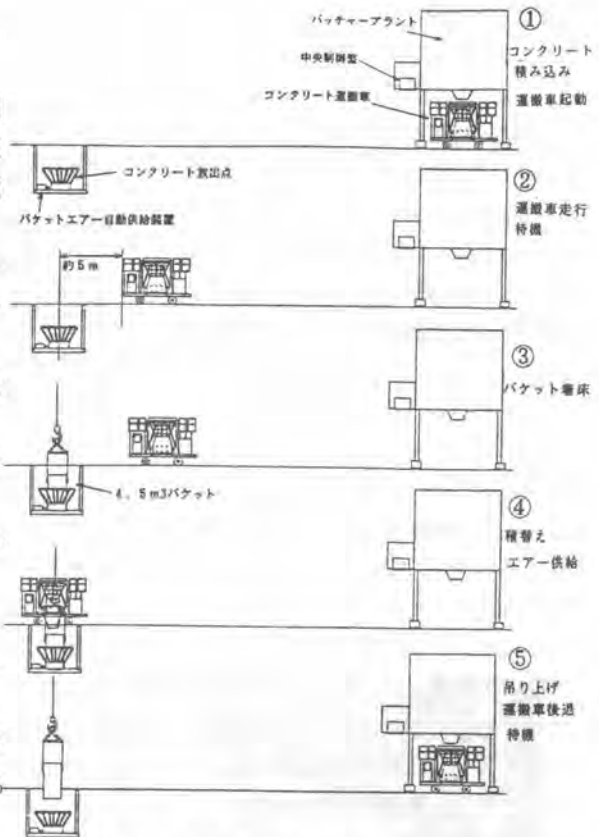 バッチャープラント
①
コンクリート
積み込み
中央制御室
コンクリート運搬車
運搬車起動
コンクリート放出点
バケットエアー自動供給装置
②
運搬車走行
待機
約5m
③
バケット着床
4.5m3バケット
④
積替え
エアー供給
⑤
吊り上げ
運搬車後退
待機